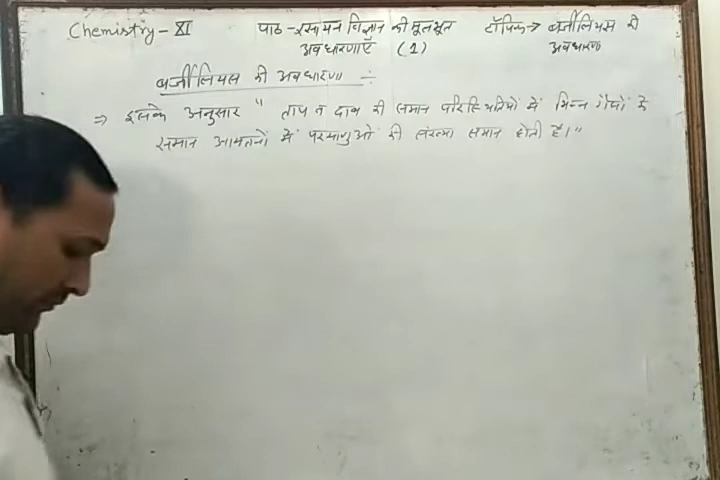 Chemistry - XI
पाठ - रसायन विज्ञान की मूलभूत
अवधारणाएँ (1)
टॉपिक → बर्जीलियस की
अवधारणा
बर्जीलियस की अवधारणा :-
⇒ इसके अनुसार " ताप व दाब की समान परिस्थितियों में भिन्न गैसों के
समान आयतनों में परमाणुओं की संख्या समान होती है।"